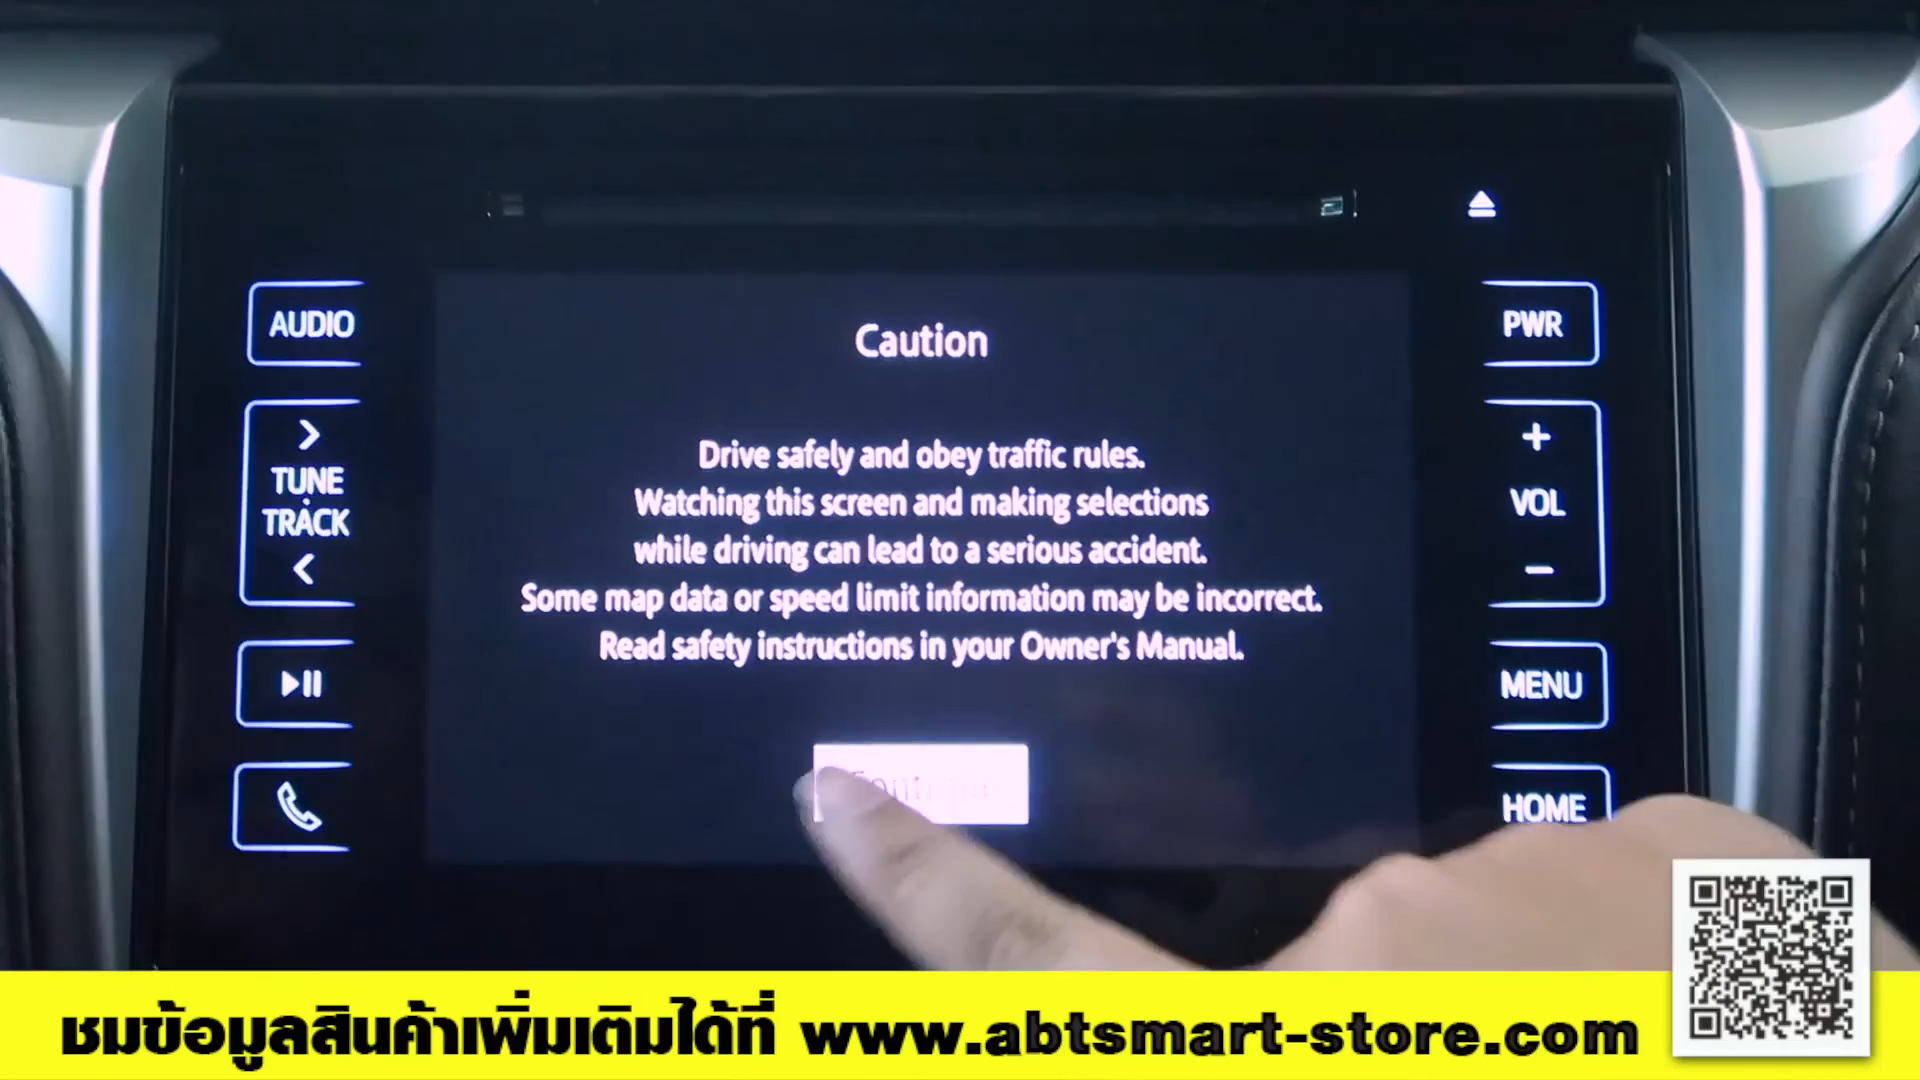 AUDIO
TUNE
TRACK
Caution
Drive safely and obey traffic rules.
Watching this screen and making selections
while driving can lead to a serious accident.
Some map data or speed limit information may be incorrect.
Read safety instructions in your Owner's Manual.
PWR
+
VOL
-
MENU
HOME
ชมข้อมูลสินค้าเพิ่มเติมได้ที่ www.abtsmart-store.com